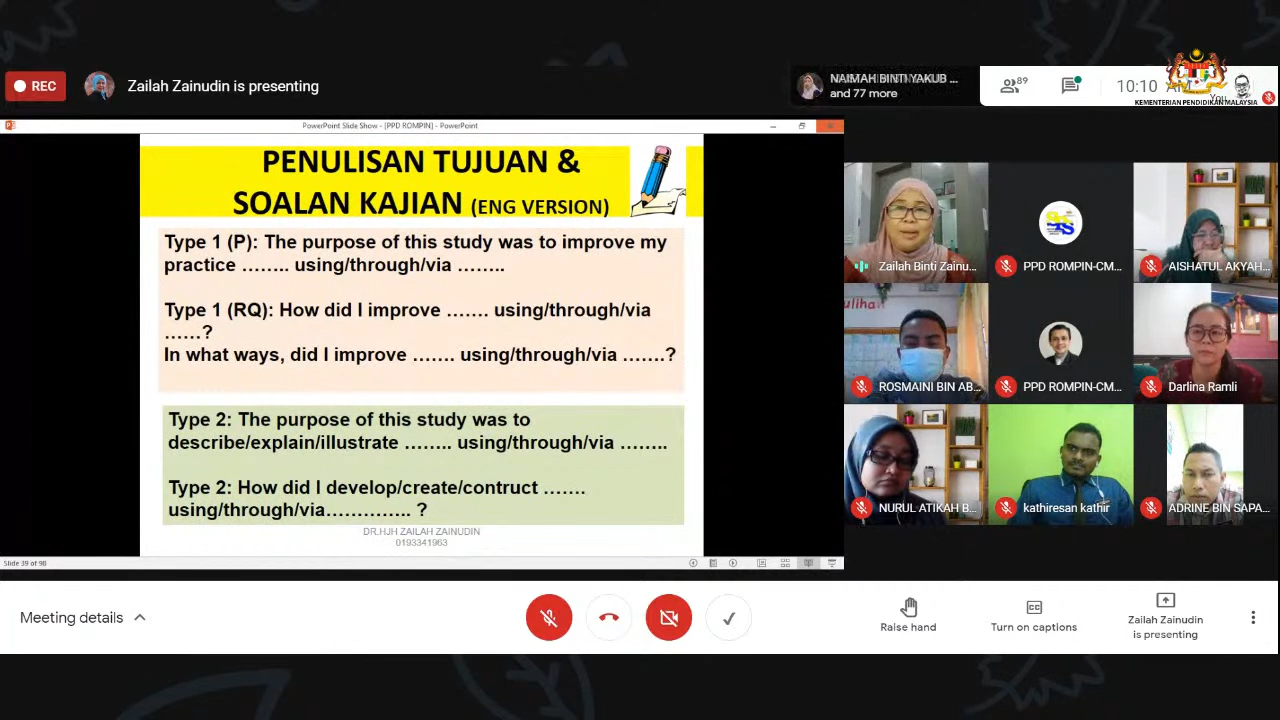 REC
Zailah Zainudin is presenting
NAIMAH BINTI YAKUB ...
and 77 more
89
10:10 AM
You
KEMENTERIAN PENDIDIKAN MALAYSIA
PowerPoint Slide Show - [PPD ROMPIN] - PowerPoint
PENULISAN TUJUAN &
SOALAN KAJIAN (ENG VERSION)
Type 1 (P): The purpose of this study was to improve my
practice …….. using/through/via ……..
Type 1 (RQ): How did I improve ……. using/through/via
……?
In what ways, did I improve ……. using/through/via …….?
Type 2: The purpose of this study was to
describe/explain/illustrate …….. using/through/via ……..
Type 2: How did I develop/create/contruct …….
using/through/via………….. ?
DR.HJH ZAILAH ZAINUDIN
0193341963
Slide 39 of 98
Zailah Binti Zainu...
PPD ROMPIN-CM...
AISHATUL AKYAH...
ulihan
ROSMAINI BIN AB...
PPD ROMPIN-CM...
Darlina Ramli
NURUL ATIKAH B...
kathiresan kathir
ADRINE BIN SAPA...
Meeting details
Raise hand
CC
Turn on captions
Zailah Zainudin
is presenting